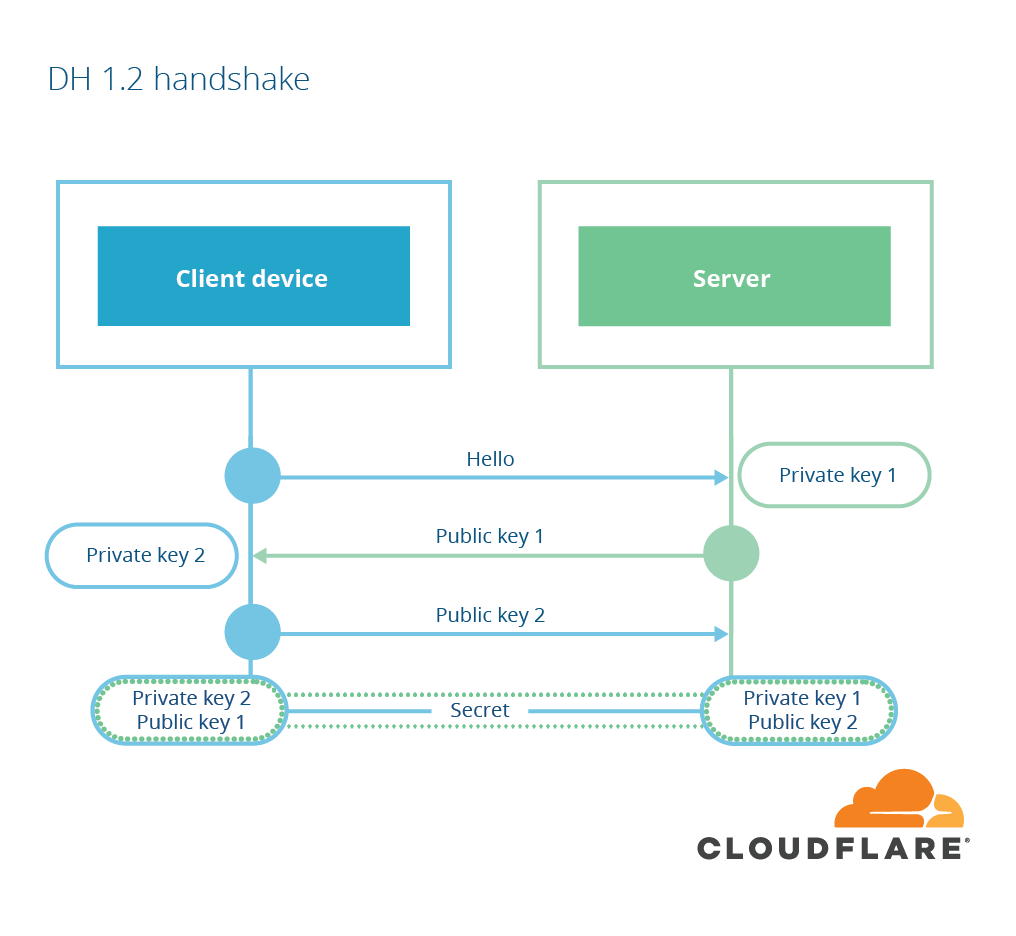 DH 1.2 handshake
Client device
Server
Hello
Private key 1
Public key 1
Private key 2
Public key 2
Private key 2
Public key 1
Secret
Private key 1
Public key 2
CLOUDFLARE®